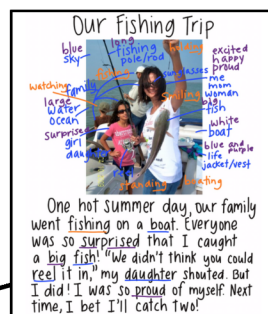 Our Fishing Trip
long
blue
sky
fishing
pole/rod
excited
happy
proud
fishing
sunglasses
me
mom
woman
watching
family
smiling
big
fish
large
water
ocean
white
boat
surprised
girl
daughter
blue and
purple
life
jacket/vest
reel
standing
boating
One hot summer day, our family
went fishing on a boat. Everyone
was so surprised that I caught
a big fish! "We didn't think you could
reel it in," my daughter shouted. But
I did! I was so proud of myself. Next
time, I bet I'll catch two!